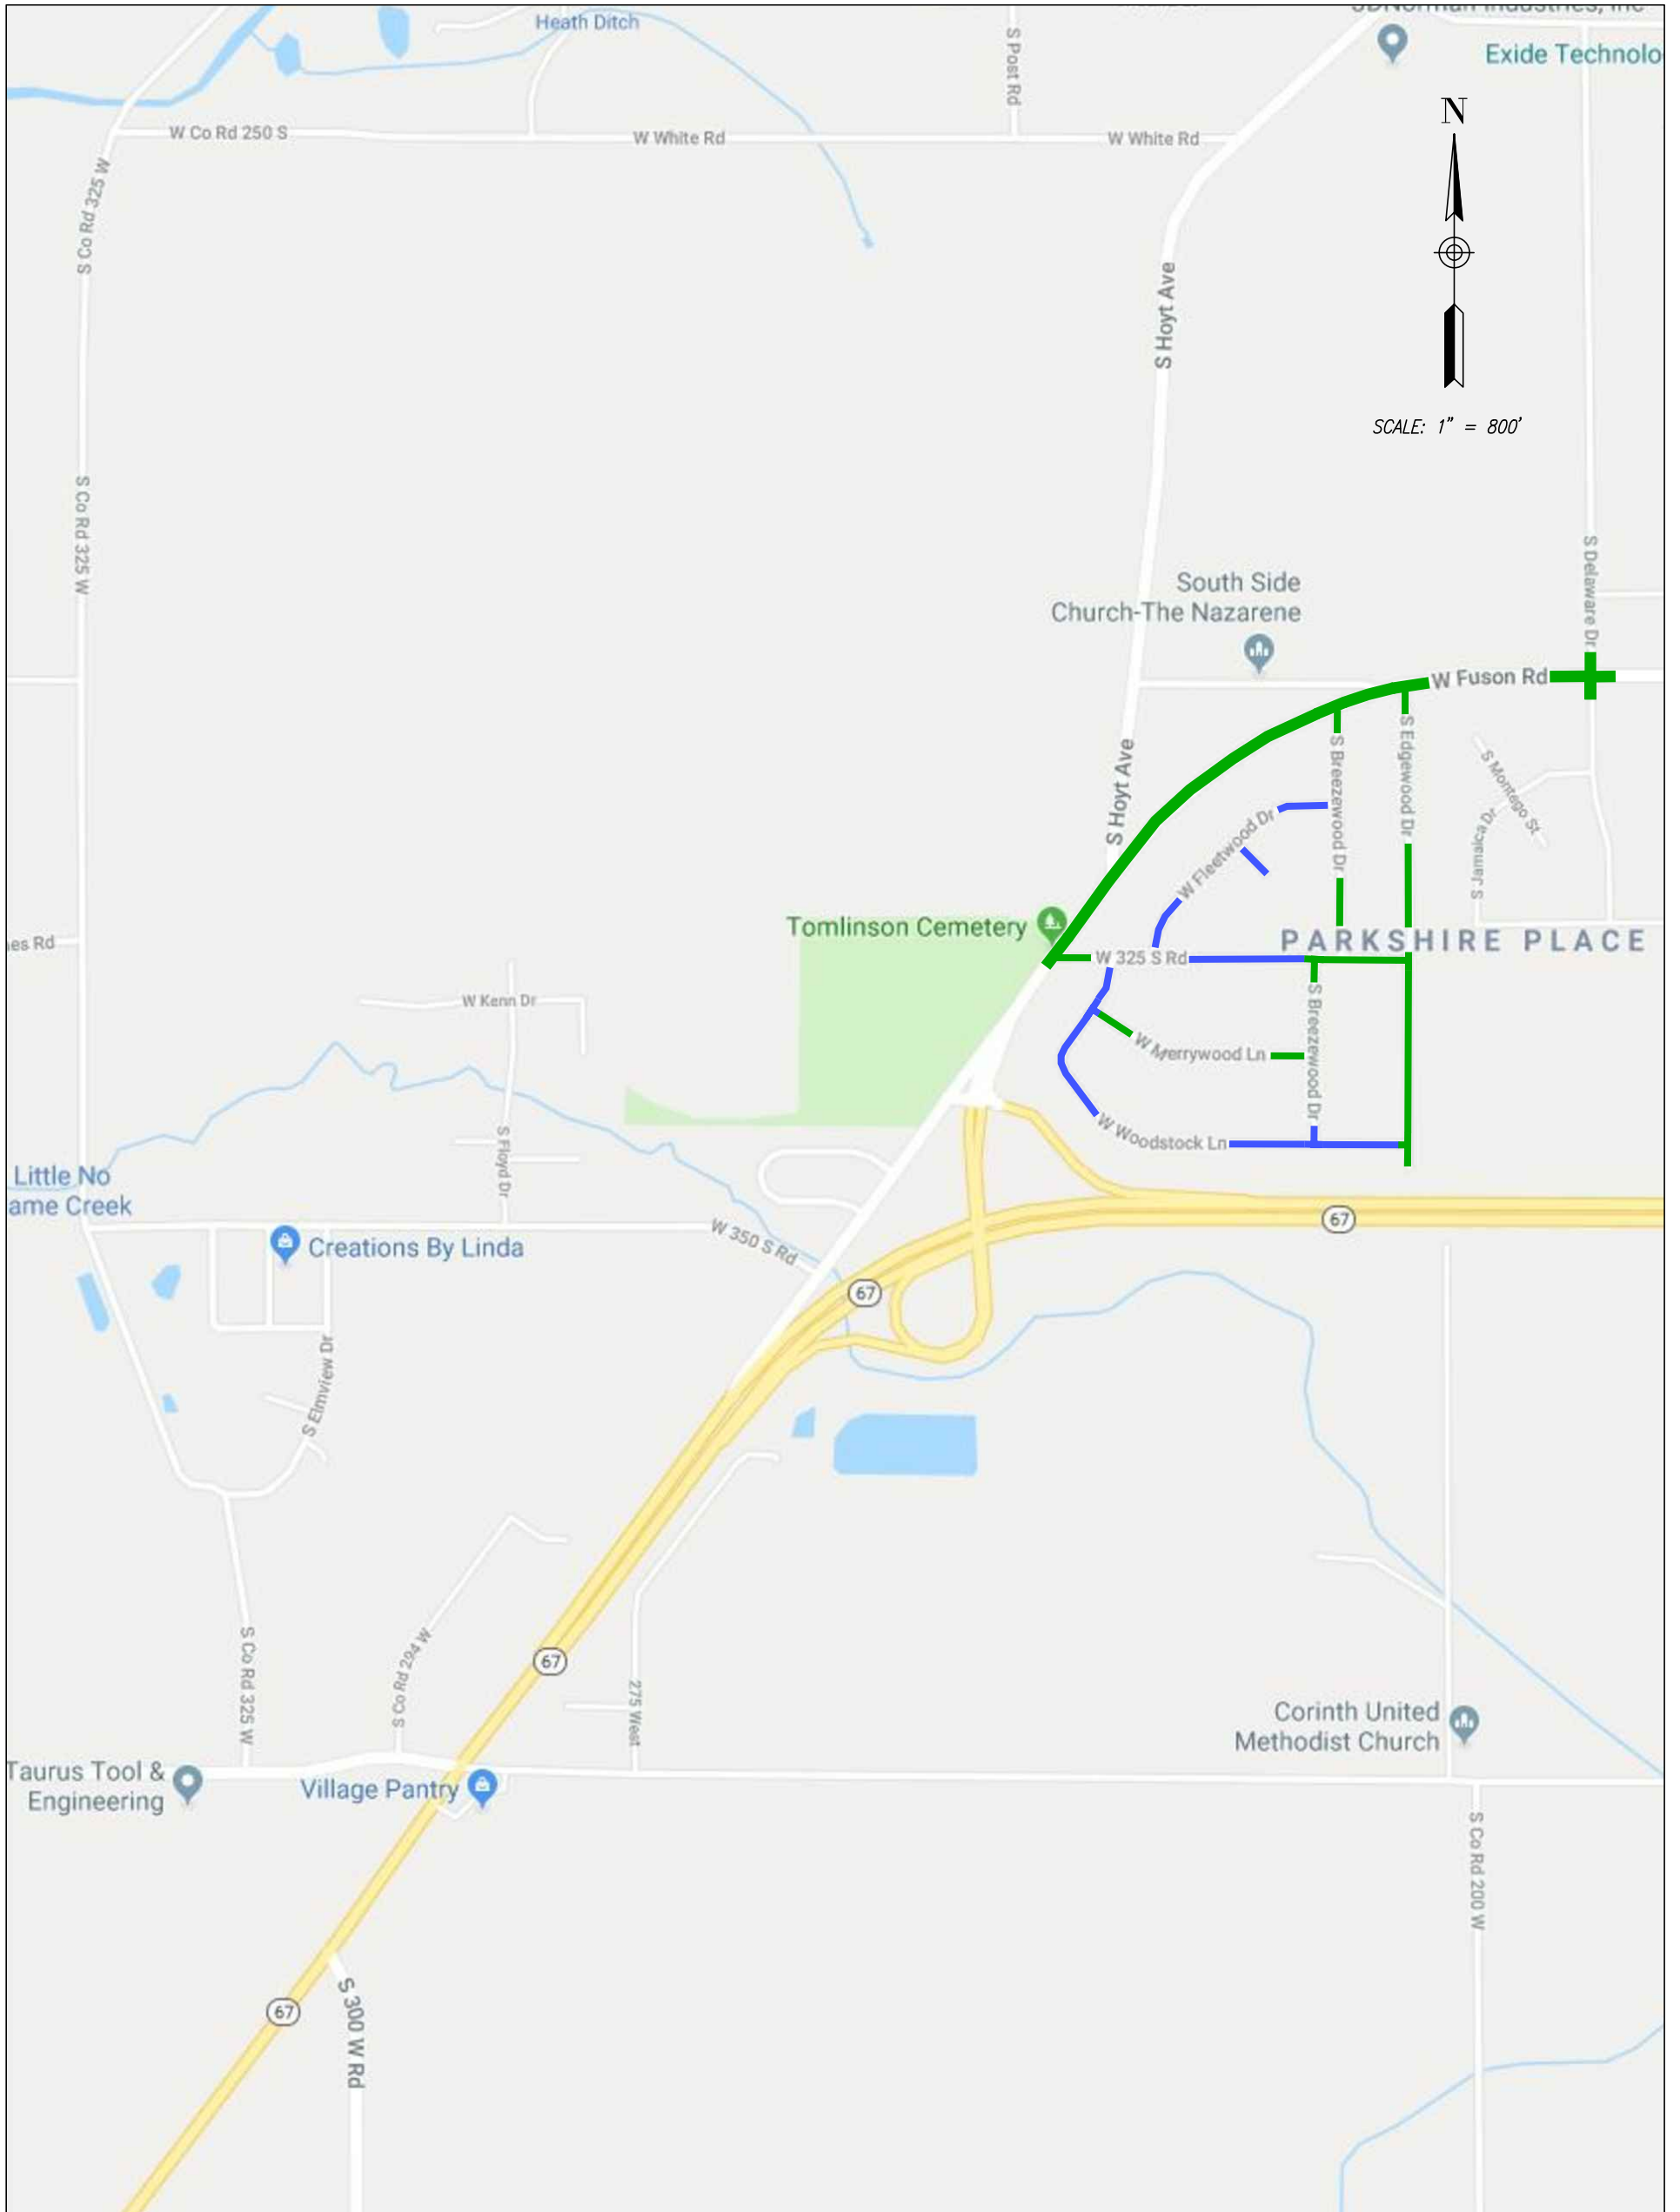 Heath Ditch
Exide Technolo
S Post Rd
N
W Co Rd 250 S
W White Rd
W White Rd
S Co Rd 325 W
S Hoyt Ave
SCALE: 1" = 800'
S Co Rd 325 W
S Delaware Dr
South Side
Church-The Nazarene
W Fuson Rd
S Hoyt Ave
S Breezewood Dr
S Edgewood Dr
S Montego St
W Fleetwood Dr
S Jamaica Dr
Tomlinson Cemetery
PARKSHIRE PLACE
es Rd
W 325 S Rd
W Kenn Dr
S Breezewood Dr
W Merrywood Ln
S Floyd Dr
W Woodstock Ln
Little No
ame Creek
67
W 350 S Rd
Creations By Linda
67
S Elmview Dr
S Co Rd 325 W
S Co Rd 294 W
67
275 West
Corinth United
Methodist Church
Taurus Tool &
Engineering
Village Pantry
S Co Rd 200 W
67
S 300 W Rd